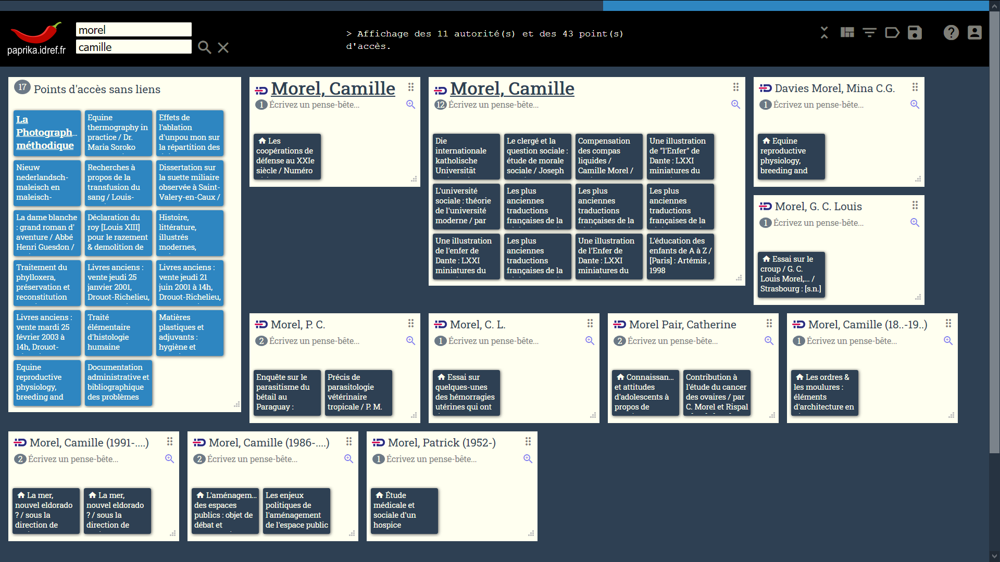 morel
camille
paprika.idref.fr
> Affichage des 11 autorité(s) et des 43 point(s)
d'accès.
17 Points d'accès sans liens
La
Photograph...
méthodique
Equine
thermography in
practice / Dr.
Maria Soroko
Effets de
l'ablation
d'unpou mon sur
la répartition des
Nieuw
nederlandsch-
maleisch en
maleisch-
Recherches à
propos de la
transfusion du
sang / Louis-
Dissertation sur
la suette miliaire
observée à Saint-
Valery-en-Caux /
La dame blanche
: grand roman d'
aventure / Abbé
Henri Guesdon /
Déclaration du
roy [Louis XIII]
pour le razement
& demolition de
Histoire,
littérature,
illustrés
modernes,
Traitement du
phylloxera,
préservation et
reconstitution
Livres anciens :
vente jeudi 25
janvier 2001,
Drouot-Richelieu,
Livres anciens :
vente jeudi 21
juin 2001 à 14h,
Drouot-Richelieu,
Livres anciens :
vente mardi 25
février 2003 à
14h, Drouot-
Traité
élémentaire
d'histologie
humaine
Matières
plastiques et
adjuvants :
hygiène et
Equine
reproductive
physiology,
breeding and
Documentation
administrative et
bibliographique
des problèmes
Morel, Camille
1 Écrivez un pense-bête...
Les
coopérations de
défense au XXIe
siècle / Numéro
Morel, Camille
12 Écrivez un pense-bête...
Die
internationale
katholische
Universität
Le clergé et la
question sociale :
étude de morale
sociale / Joseph
Compensation
des compas
liquides /
Camille Morel /
Une illustration
de "l'Enfer" de
Dante : LXXI
miniatures du
L'université
sociale : théorie
de l'université
moderne / par
Les plus
anciennes
traductions
françaises de la
Les plus
anciennes
traductions
françaises de la
Les plus
anciennes
traductions
françaises de la
Une illustration
de l'enfer de
Dante : LXXI
miniatures du
Les plus
anciennes
traductions
françaises de la
Une illustration
de l'Enfer de
Dante : LXXI
miniatures du
L'éducation des
enfants de A à Z /
[Paris] : Artémis ,
1998
Davies Morel, Mina C.G.
1 Écrivez un pense-bête...
Equine
reproductive
physiology,
breeding and
Morel, G. C. Louis
1 Écrivez un pense-bête...
Essai sur le
croup / G. C.
Louis Morel,... /
Strasbourg : [s.n.]
Morel, P. C.
2 Écrivez un pense-bête...
Enquête sur le
parasitisme du
bétail au
Paraguay :
Précis de
parasitologie
vétérinaire
tropicale / P. M.
Morel, C. L.
1 Écrivez un pense-bête...
Essai sur
quelques-unes
des hémorragies
utérines qui ont
Morel Pair, Catherine
2 Écrivez un pense-bête...
Connaissan...
et attitudes
d'adolescents à
propos de
Contribution à
l'étude du cancer
des ovaires / par
C. Morel et Rispal
Morel, Camille (18..-19..)
1 Écrivez un pense-bête...
Les ordres &
les moulures :
éléments
d'architecture en
Morel, Camille (1991-....)
2 Écrivez un pense-bête...
La mer,
nouvel eldorado
? / sous la
direction de
La mer,
nouvel eldorado
? / sous la
direction de
Morel, Camille (1986-....)
2 Écrivez un pense-bête...
L'aménagem...
des espaces
publics : objet de
débat et
Les enjeux
politiques de
l'aménagement
de l'espace public
Morel, Patrick (1952-)
1 Écrivez un pense-bête...
Étude
médicale et
sociale d'un
hospice